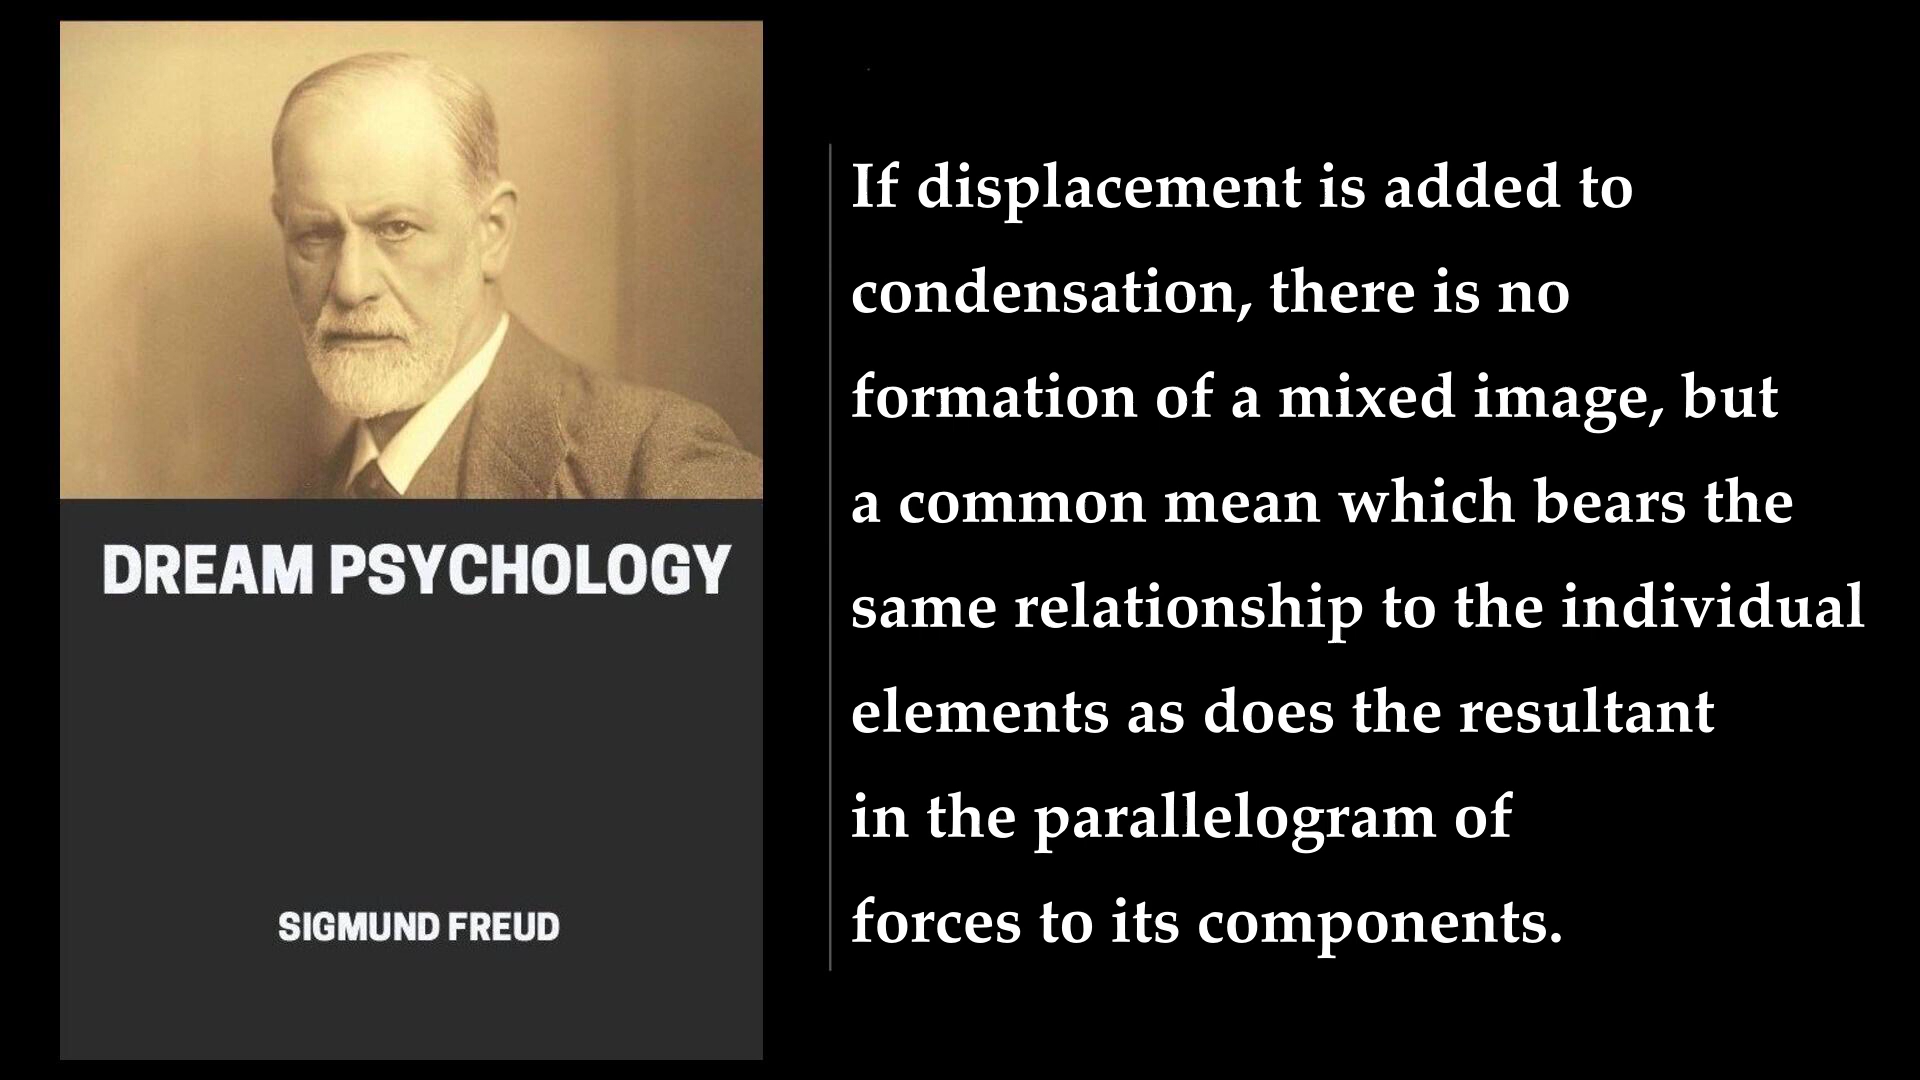 DREAM PSYCHOLOGY
SIGMUND FREUD
If displacement is added to
condensation, there is no
formation of a mixed image, but
a common mean which bears the
same relationship to the individual
elements as does the resultant
in the parallelogram of
forces to its components.